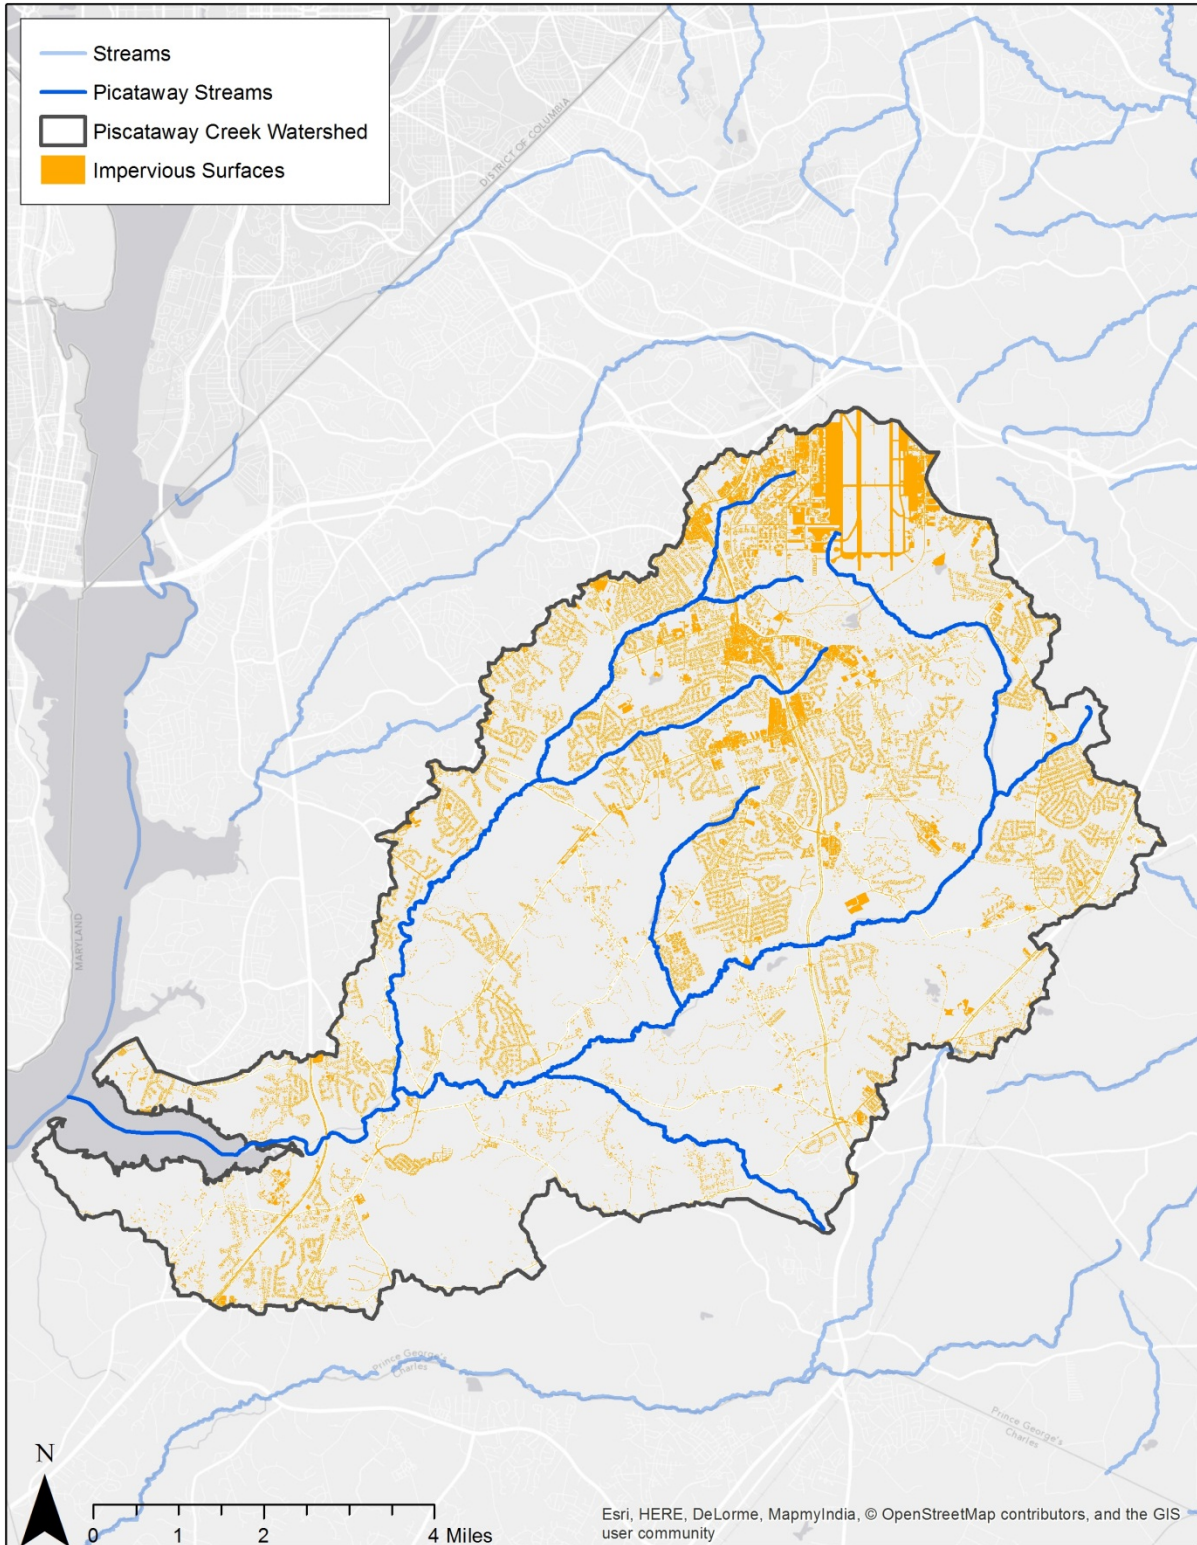 Streams
Picataway Streams
Piscataway Creek Watershed
Impervious Surfaces
DISTRICT OF COLUMBIA
MARYLAND
Prince George's
Charles
Prince George's
Charles
N
0 1 2 4 Miles
Esri, HERE, DeLorme, MapmyIndia, © OpenStreetMap contributors, and the GIS
user community